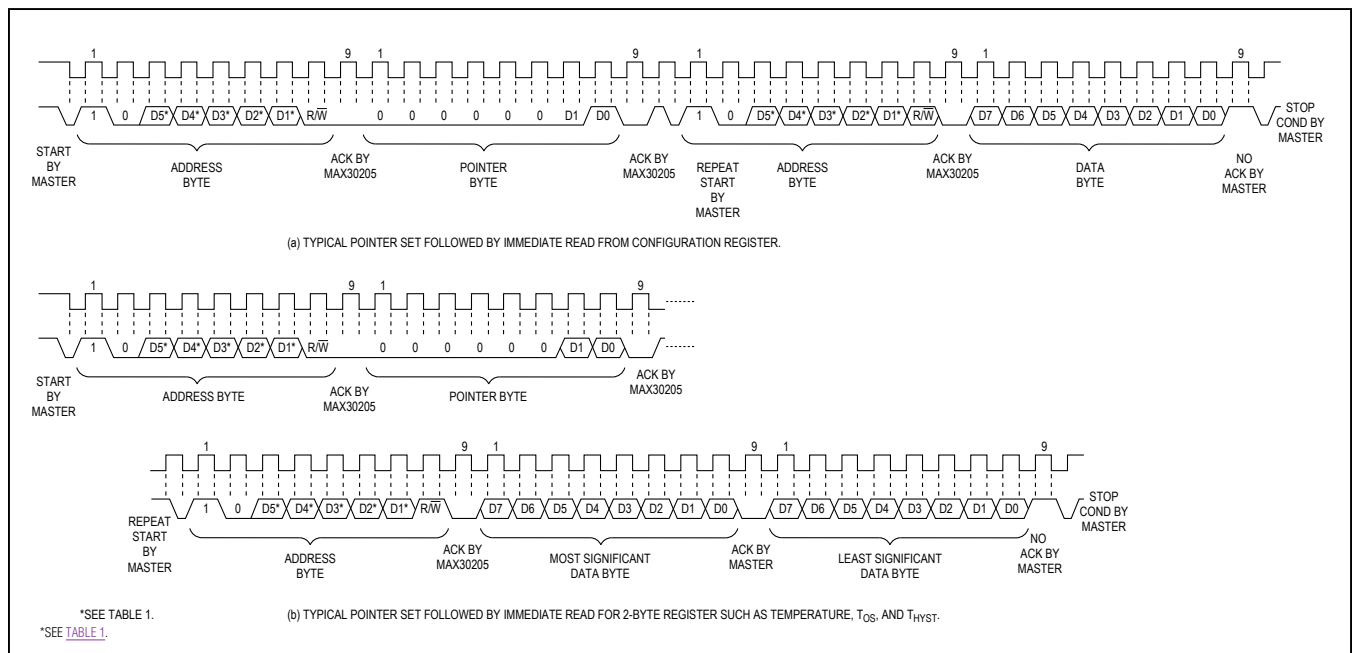 1 9 1 9 1 9 1 9
1 0 D5* D4* D3* D2* D1* R/W̅ 0 0 0 0 0 0 D1 D0 1 0 D5* D4* D3* D2* D1* R/W̅ D7 D6 D5 D4 D3 D2 D1 D0
STOP
COND BY
MASTER
START
BY
MASTER
ADDRESS
BYTE
ACK BY
MAX30205
POINTER
BYTE
ACK BY
MAX30205
REPEAT
START
BY
MASTER
ADDRESS
BYTE
ACK BY
MAX30205
DATA
BYTE
NO
ACK BY
MASTER
(a) TYPICAL POINTER SET FOLLOWED BY IMMEDIATE READ FROM CONFIGURATION REGISTER.
1 9 1 9
1 0 D5* D4* D3* D2* D1* R/W̅ 0 0 0 0 0 0 D1 D0
START
BY
MASTER
ADDRESS BYTE
ACK BY
MAX30205
POINTER BYTE
ACK BY
MAX30205
1 9 1 9 1 9
1 0 D5* D4* D3* D2* D1* R/W̅ D7 D6 D5 D4 D3 D2 D1 D0 D7 D6 D5 D4 D3 D2 D1 D0
STOP
COND BY
MASTER
REPEAT
START
BY
MASTER
ADDRESS
BYTE
ACK BY
MAX30205
MOST SIGNIFICANT
DATA BYTE
ACK BY
MASTER
LEAST SIGNIFICANT
DATA BYTE
NO
ACK BY
MASTER
*SEE TABLE 1.
(b) TYPICAL POINTER SET FOLLOWED BY IMMEDIATE READ FOR 2-BYTE REGISTER SUCH AS TEMPERATURE, TOS, AND THYST.
*SEE TABLE 1.